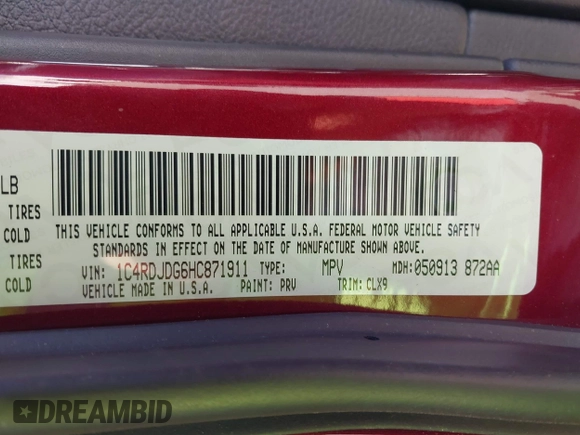 LB
TIRES
COLD
TIRES
COLD
THIS VEHICLE CONFORMS TO ALL APPLICABLE U.S.A. FEDERAL MOTOR VEHICLE SAFETY
STANDARDS IN EFFECT ON THE DATE OF MANUFACTURE SHOWN ABOVE.
VIN: 1C4RDJDG6HC871911 TYPE: MPV MDH:050913 872AA
VEHICLE MADE IN U.S.A. PAINT: PRV TRIM: CLX9
DREAMBID